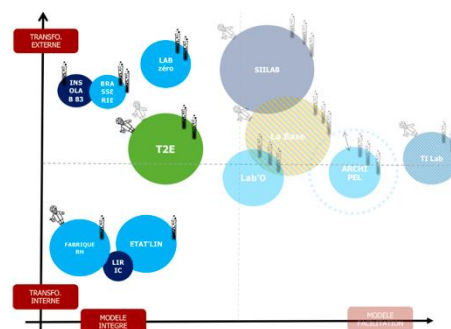 TRANSFO.
EXTERNE
LAB
zéro
SIILAB
INS
OLA
B B3
BRA
SSE
RIE
T2E
La Base
Lab'O
ARCHI
PEL
TI Lab
FABRIQUE
RH
ETAT'LIN
LIR
IC
TRANSFO.
INTERNE
MODELE
INTEGRE
MODELE
FACILITATION